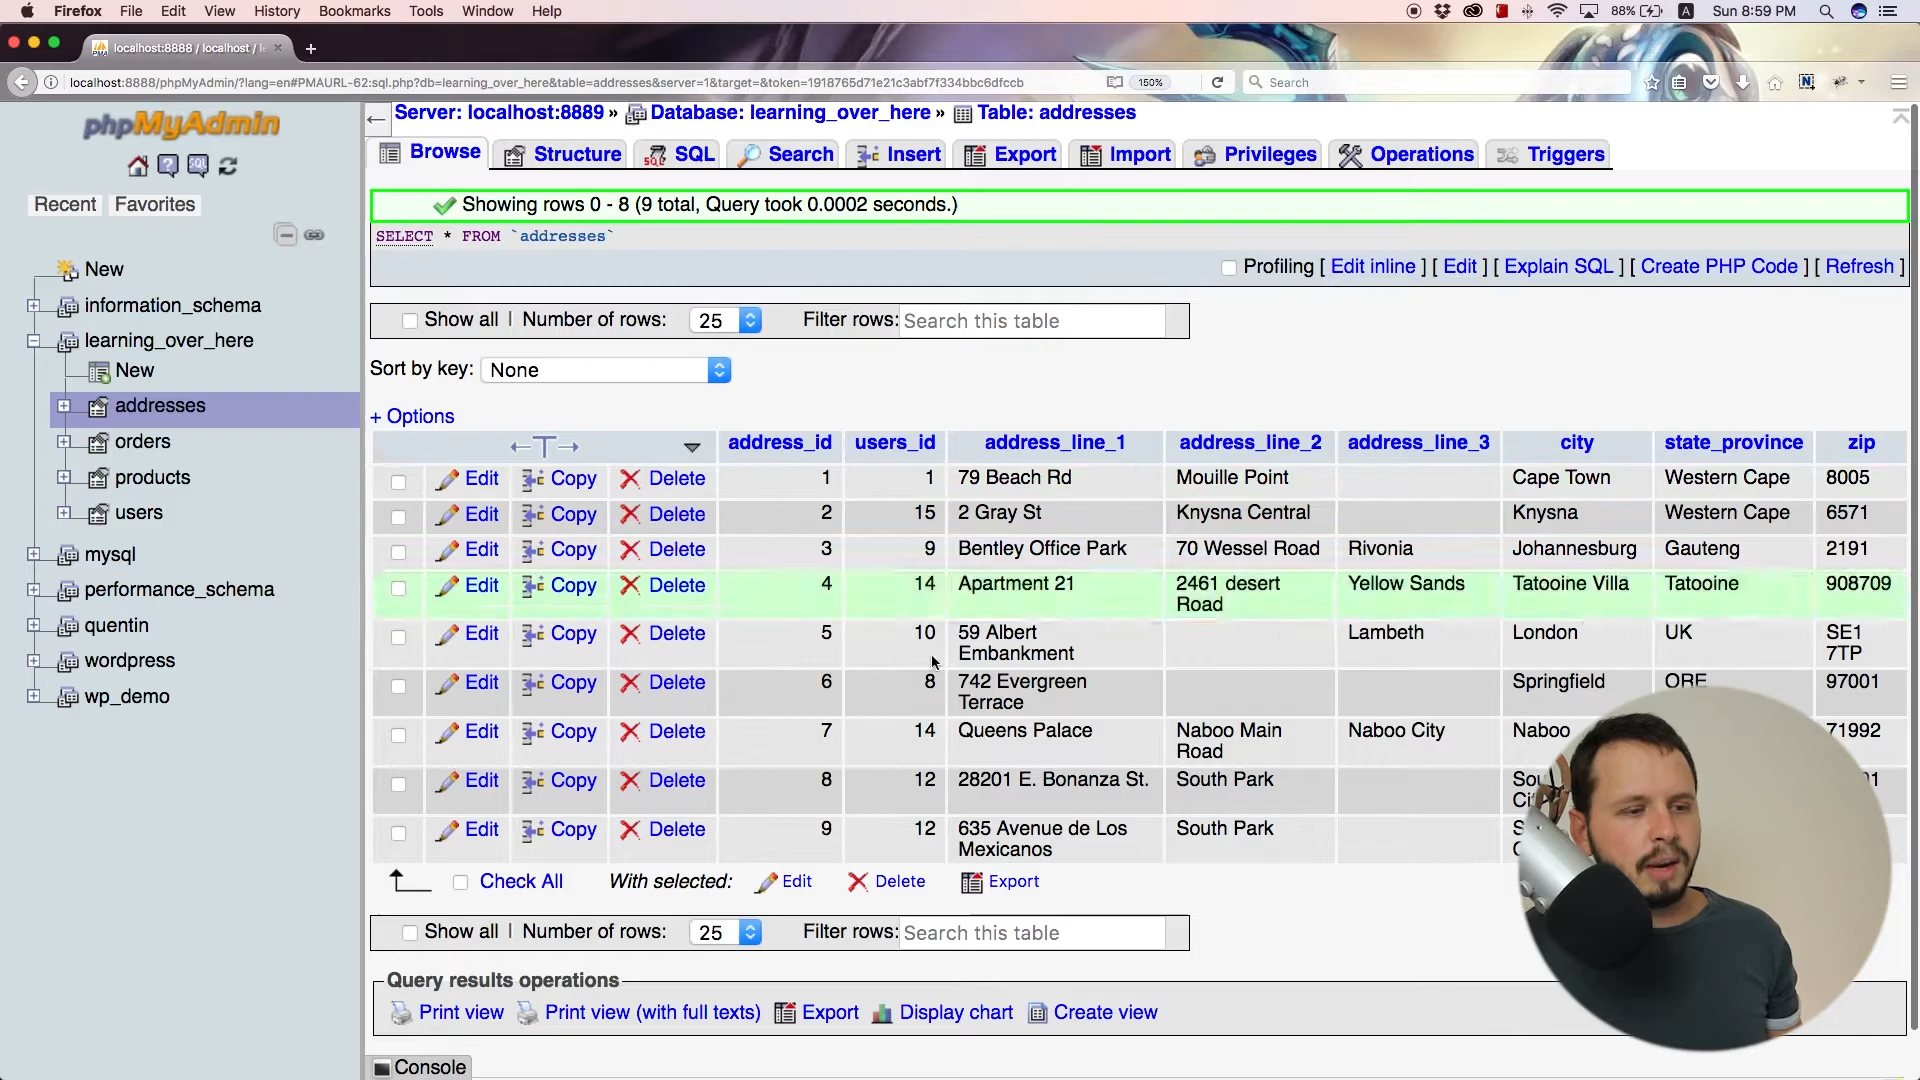 Firefox File Edit View History Bookmarks Tools Window Help 88% A Sun 8:59 PM
localhost:8888 / localhost / l
localhost:8888/phpMyAdmin/?lang=en#PMAURL-62:sql.php?db=learning_over_here&table=addresses&server=1&target=&token=1918765d71e21c3abf7f334bbc6dfccb 150% Search
phpMyAdmin
Recent Favorites
New
information_schema
learning_over_here
New
addresses
orders
products
users
mysql
performance_schema
quentin
wordpress
wp_demo
Server: localhost:8889 » Database: learning_over_here » Table: addresses
Browse Structure SQL Search Insert Export Import Privileges Operations Triggers
Showing rows 0 - 8 (9 total, Query took 0.0002 seconds.)
SELECT * FROM `addresses`
Profiling [ Edit inline ] [ Edit ] [ Explain SQL ] [ Create PHP Code ] [ Refresh ]
Show all | Number of rows: 25 Filter rows: Search this table
Sort by key: None
+ Options
←T→ address_id users_id address_line_1 address_line_2 address_line_3 city state_province zip
Edit Copy Delete 1 1 79 Beach Rd Mouille Point Cape Town Western Cape 8005
Edit Copy Delete 2 15 2 Gray St Knysna Central Knysna Western Cape 6571
Edit Copy Delete 3 9 Bentley Office Park 70 Wessel Road Rivonia Johannesburg Gauteng 2191
Edit Copy Delete 4 14 Apartment 21 2461 desert Yellow Sands Tatooine Villa Tatooine 908709
Road
Edit Copy Delete 5 10 59 Albert Lambeth London UK SE1
Embankment 7TP
Edit Copy Delete 6 8 742 Evergreen Springfield ORE 97001
Terrace
Edit Copy Delete 7 14 Queens Palace Naboo Main Naboo City Naboo 71992
Road
Edit Copy Delete 8 12 28201 E. Bonanza St. South Park
Edit Copy Delete 9 12 635 Avenue de Los South Park
Mexicanos
Check All With selected: Edit Delete Export
Show all | Number of rows: 25 Filter rows: Search this table
Query results operations
Print view Print view (with full texts) Export Display chart Create view
Console